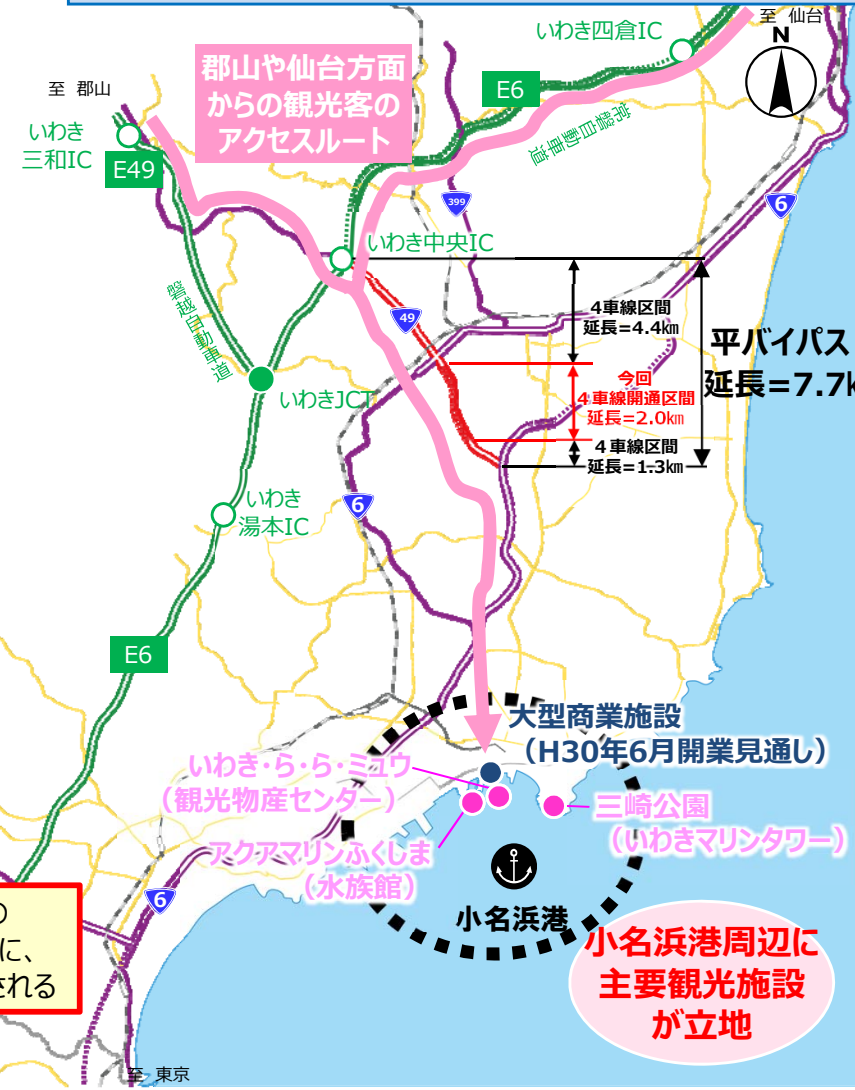 至 仙台
N
いわき四倉IC
郡山や仙台方面
からの観光客の
アクセスルート
至 郡山
E6
常磐自動車道
いわき
三和IC
E49
399
6
いわき中央IC
磐越自動車道
49
4車線区間
延長=4.4km
平バイパス
延長=7.7k
今回
4車線開通区間
延長=2.0km
いわきJCT
4車線区間
延長=1.3km
いわき
湯本IC
6
E6
大型商業施設
（H30年6月開業見通し）
いわき・ら・ら・ミュウ
（観光物産センター）
三崎公園
（いわきマリンタワー）
アクアマリンふくしま
（水族館）
小名浜港
6
の
に、
される
小名浜港周辺に
主要観光施設
が立地
至 東京